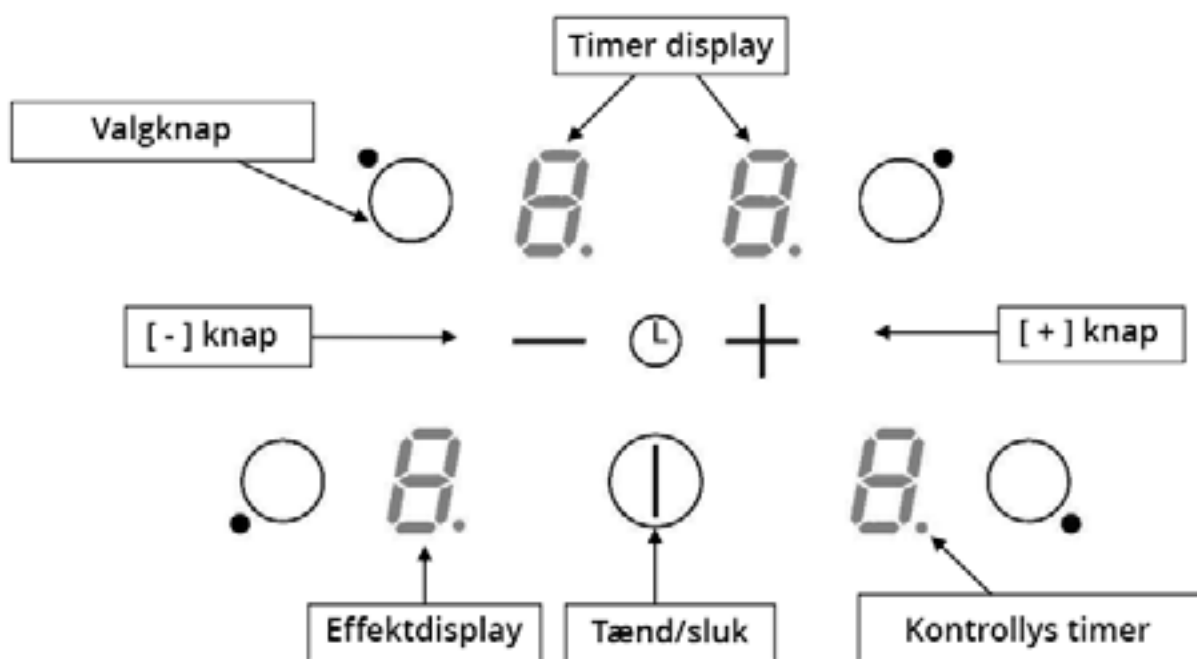 Timer display
Valgknap
[ - ] knap
[ + ] knap
Effektdisplay
Tænd/sluk
Kontrollys timer